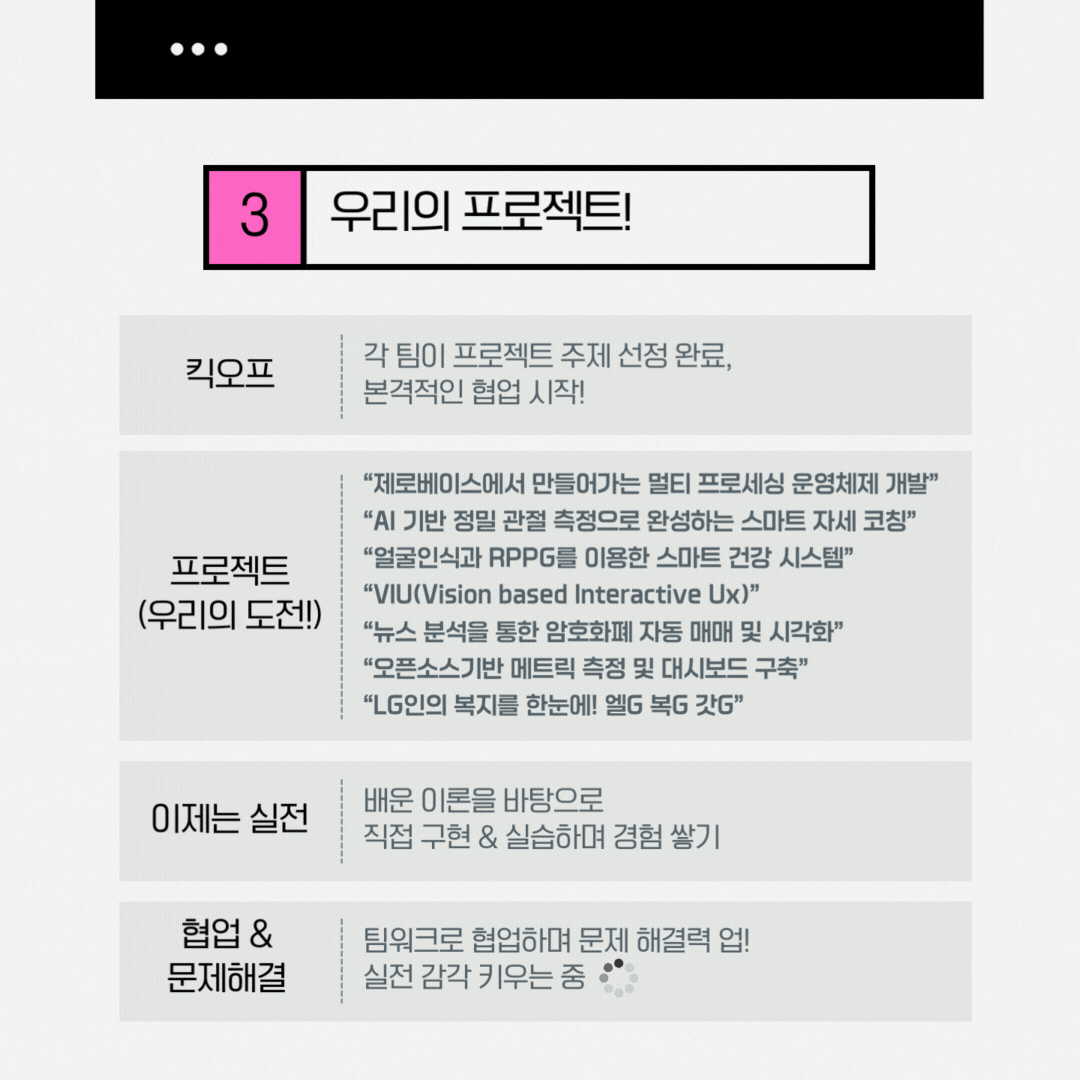 3 우리의 프로젝트!
킥오프
각 팀이 프로젝트 주제 선정 완료,
본격적인 협업 시작!
프로젝트
(우리의 도전!)
“제로베이스에서 만들어가는 멀티 프로세싱 운영체제 개발”
“AI 기반 정밀 관절 측정으로 완성하는 스마트 자세 코칭”
“얼굴인식과 RPPG를 이용한 스마트 건강 시스템”
“VIU(Vision based Interactive Ux)”
“뉴스 분석을 통한 암호화폐 자동 매매 및 시각화”
“오픈소스기반 메트릭 측정 및 대시보드 구축”
“LG인의 복지를 한눈에! 엘G 복G 갓G”
이제는 실전
배운 이론을 바탕으로
직접 구현 & 실습하며 경험 쌓기
협업 &
문제해결
팀워크로 협업하며 문제 해결력 업!
실전 감각 키우는 중